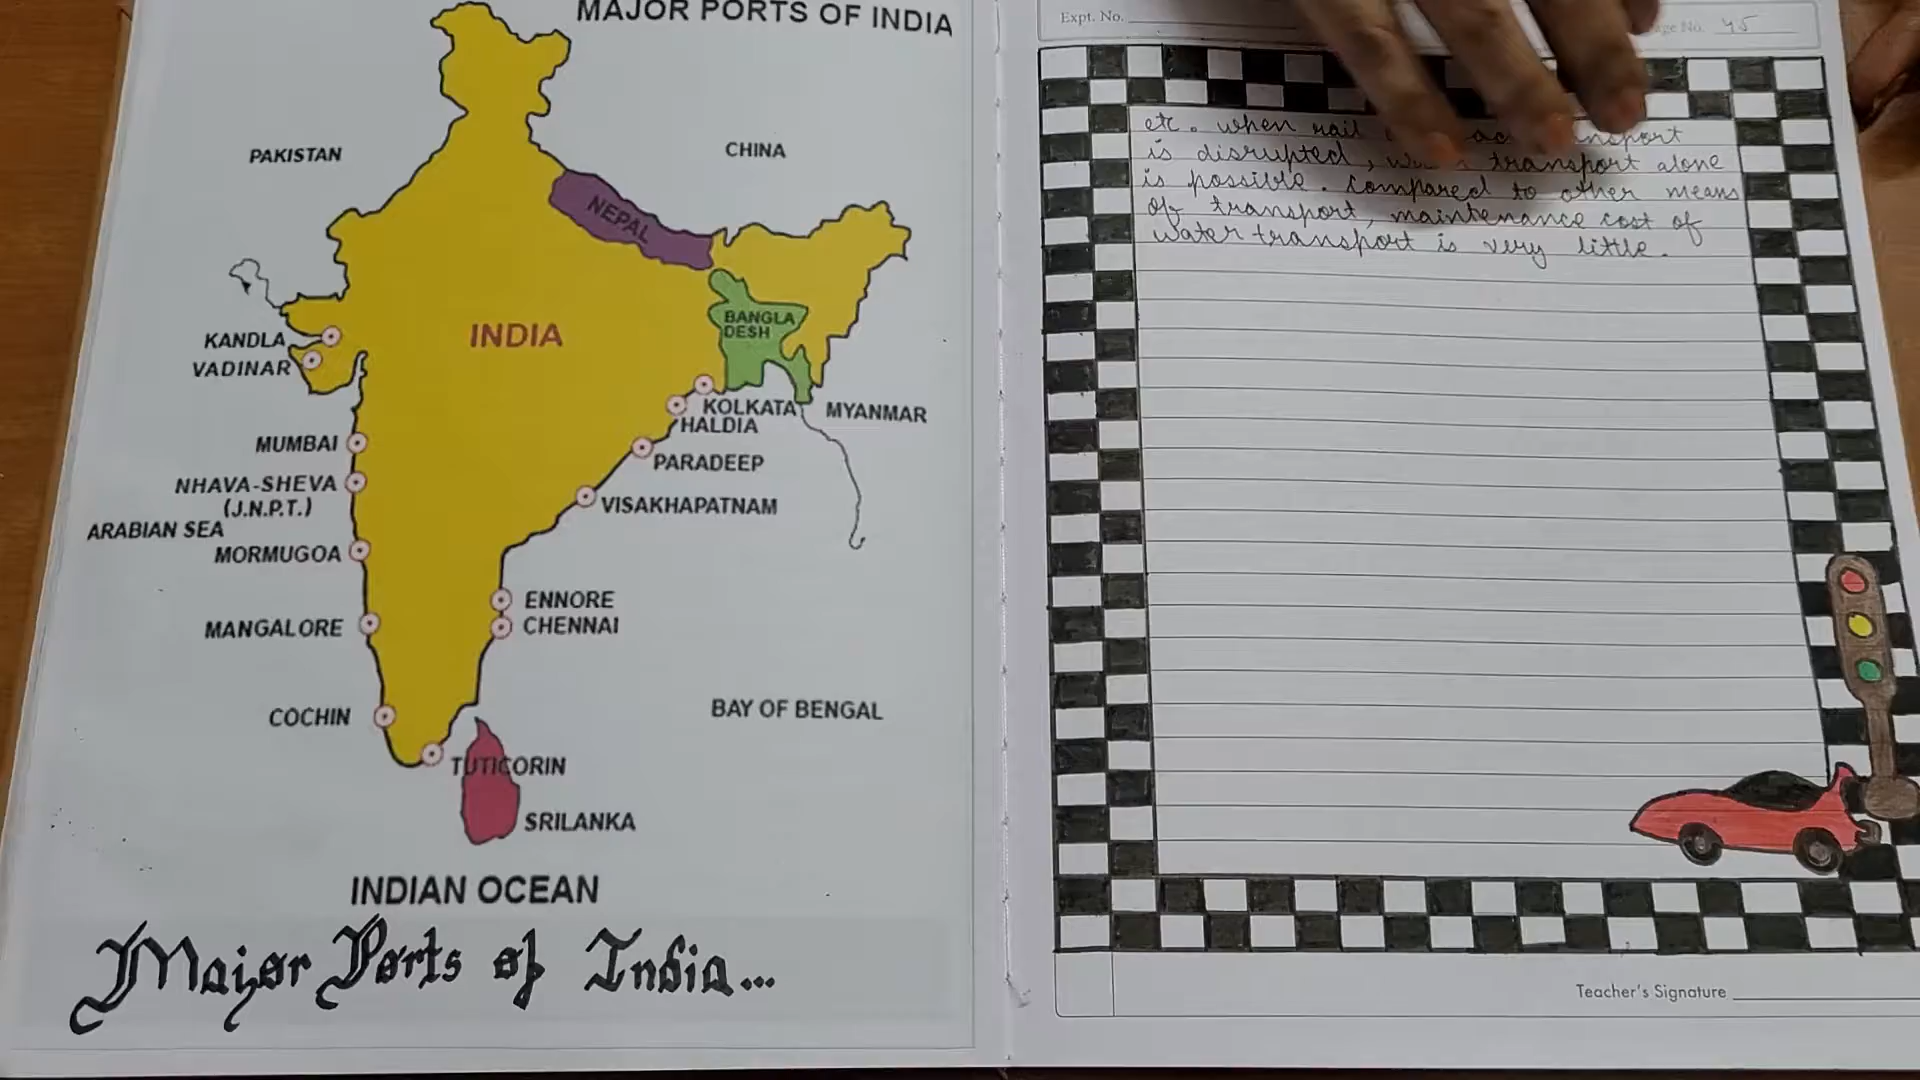 MAJOR PORTS OF INDIA
PAKISTAN
CHINA
NEPAL
INDIA
BANGLA
DESH
KANDLA
VADINAR
KOLKATA
MYANMAR
HALDIA
MUMBAI
PARADEEP
NHAVA-SHEVA
(J.N.P.T.)
VISAKHAPATNAM
ARABIAN SEA
MORMUGOA
ENNORE
CHENNAI
MANGALORE
BAY OF BENGAL
COCHIN
TUTICORIN
SRILANKA
INDIAN OCEAN
Major Ports of India...
Expt. No.
No. 45
etc. when rail
is disrupted, transport alone
is possible. Compared to other means
of transport, maintenance cost of
water transport is very little.
Teacher's Signature